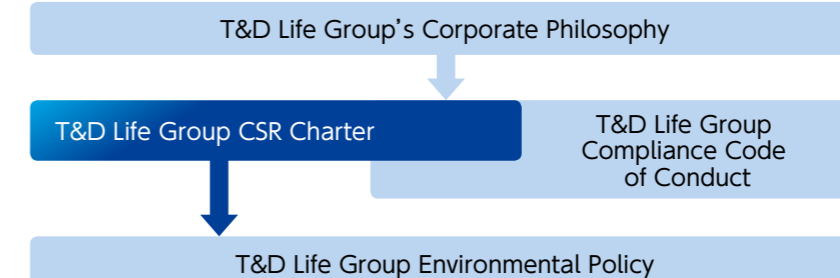 T&D Life Group’s Corporate Philosophy
T&D Life Group CSR Charter
T&D Life Group
Compliance Code
of Conduct
T&D Life Group Environmental Policy